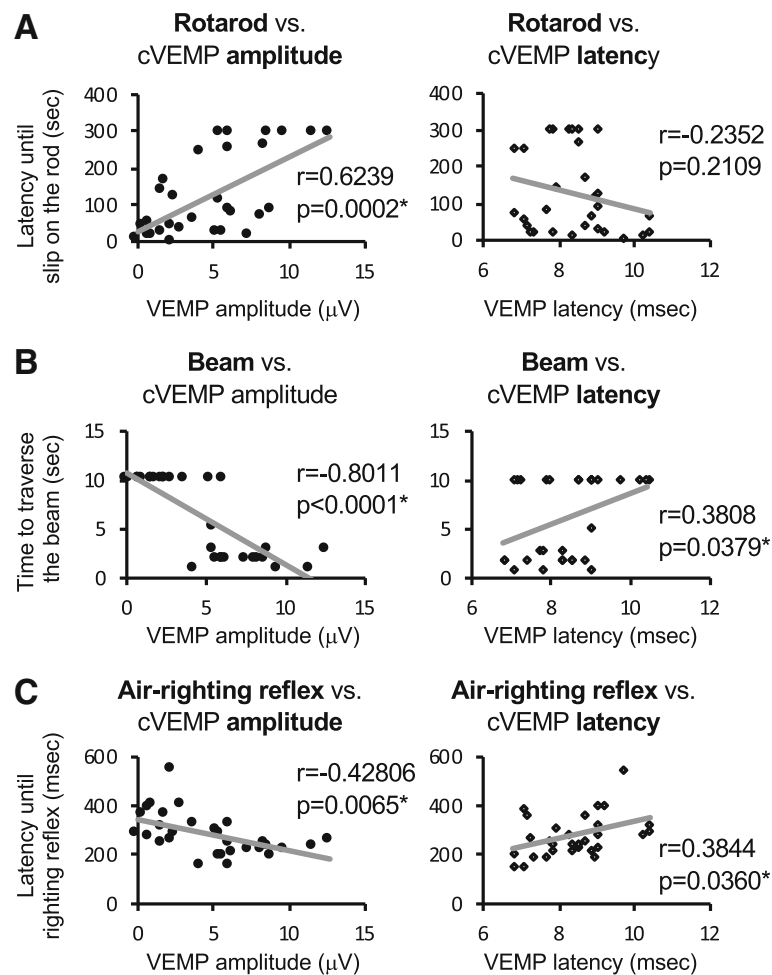 A
Rotarod vs.
cVEMP amplitude
Latency until
slip on the rod (sec)
400
300
200
100
0
0
5
10
15
r=0.6239
p=0.0002*
VEMP amplitude (μV)
Rotarod vs.
cVEMP latency
400
300
200
100
0
6
8
10
12
r=-0.2352
p=0.2109
VEMP latency (msec)
B
Beam vs.
cVEMP amplitude
Time to traverse
the beam (sec)
15
10
5
0
0
5
10
15
r=-0.8011
p<0.0001*
VEMP amplitude (μV)
Beam vs.
cVEMP latency
15
10
5
0
6
8
10
12
r=0.3808
p=0.0379*
VEMP latency (msec)
C
Air-righting reflex vs.
cVEMP amplitude
Latency until
righting reflex (msec)
600
400
200
0
0
5
10
15
r=-0.42806
p=0.0065*
VEMP amplitude (μV)
Air-righting reflex vs.
cVEMP latency
600
400
200
0
6
8
10
12
r=0.3844
p=0.0360*
VEMP latency (msec)